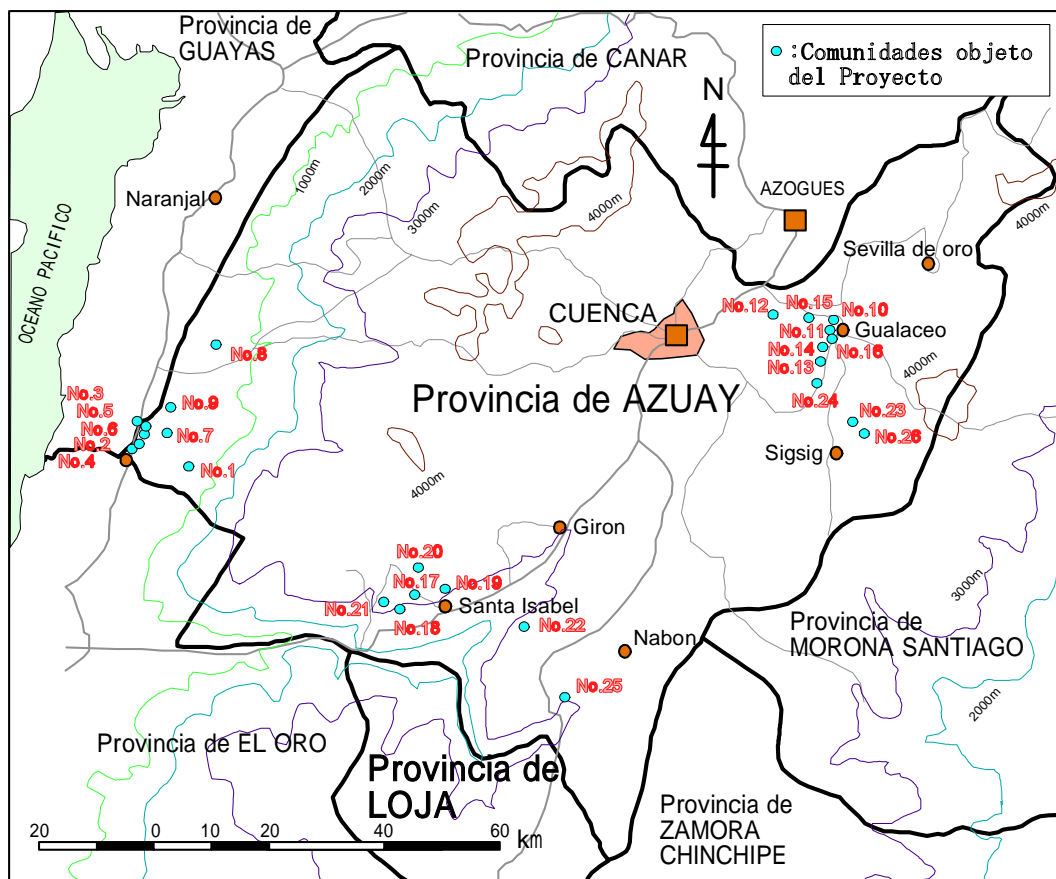 Provincia de
GUAYAS
Provincia de CANAR
:Comunidades objeto
del Proyecto
N
1000m
2000m
3000m
4000m
Naranjal
AZOGUES
4000m
OCEANO PACIFICO
Sevilla de oro
CUENCA
No.12
No.15
No.10
No.11
Gualaceo
No.14
No.16
No.13
4000m
No.8
No.3
No.5
No.6
No.2
No.4
No.9
No.7
No.1
Provincia de AZUAY
No.24
No.23
No.26
Sigsig
4000m
Giron
No.20
No.17
No.19
No.21
Santa Isabel
No.18
No.22
3000m
Provincia de
MORONA SANTIAGO
Nabon
No.25
2000m
Provincia de EL ORO
Provincia de
LOJA
Provincia de
ZAMORA
CHINCHIPE
20 0 20 40 60 km